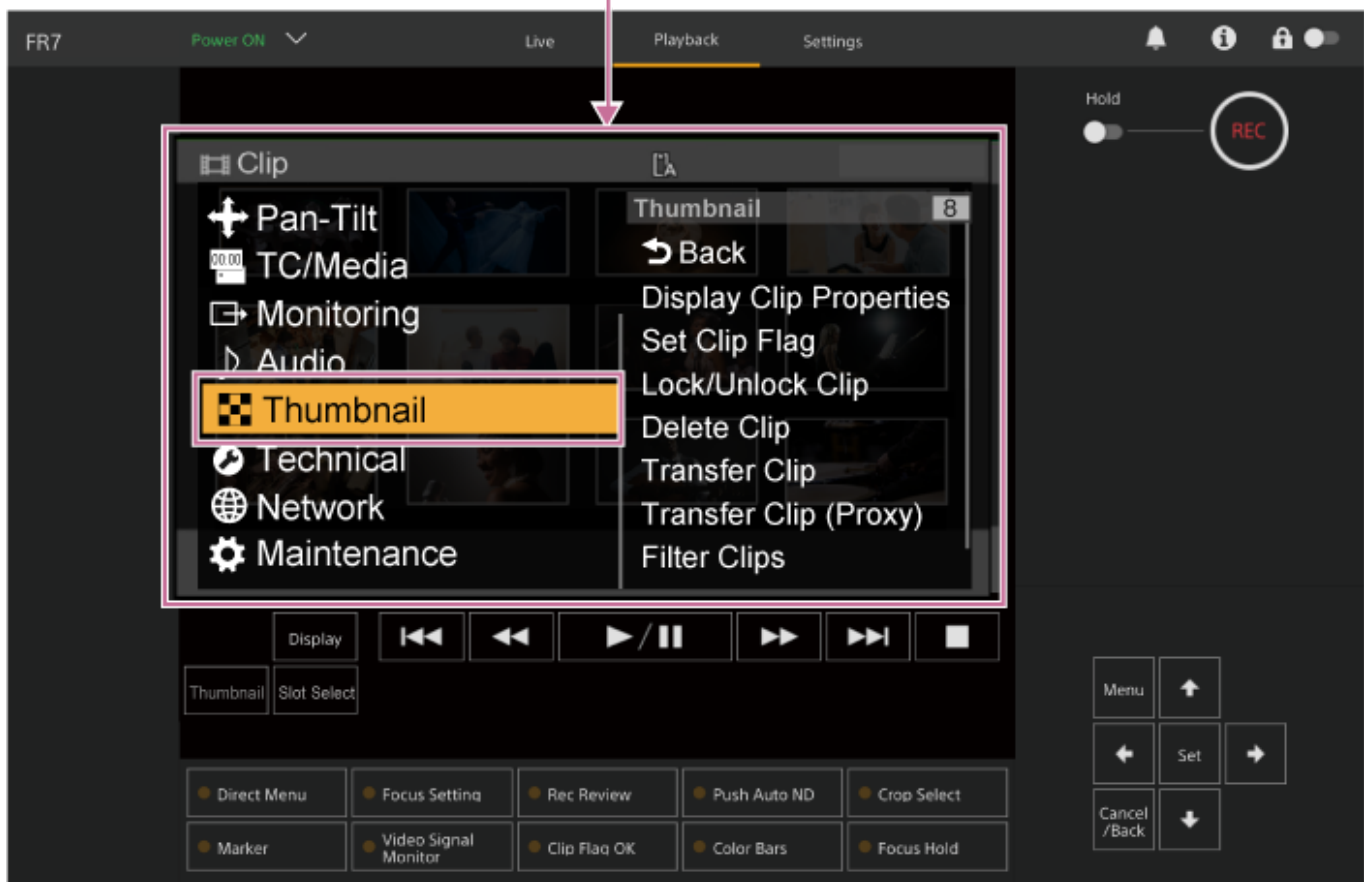 FR7
Power ON
Live
Playback
Settings
Hold
REC
Clip
A
Pan-Tilt
00:00
TC/Media
Monitoring
Audio
Thumbnail
Technical
Network
Maintenance
Thumbnail 8
Back
Display Clip Properties
Set Clip Flag
Lock/Unlock Clip
Delete Clip
Transfer Clip
Transfer Clip (Proxy)
Filter Clips
Display
Thumbnail
Slot Select
Menu
Set
Cancel
/Back
Direct Menu
Focus Setting
Rec Review
Push Auto ND
Crop Select
Marker
Video Signal
Monitor
Clip Flag OK
Color Bars
Focus Hold